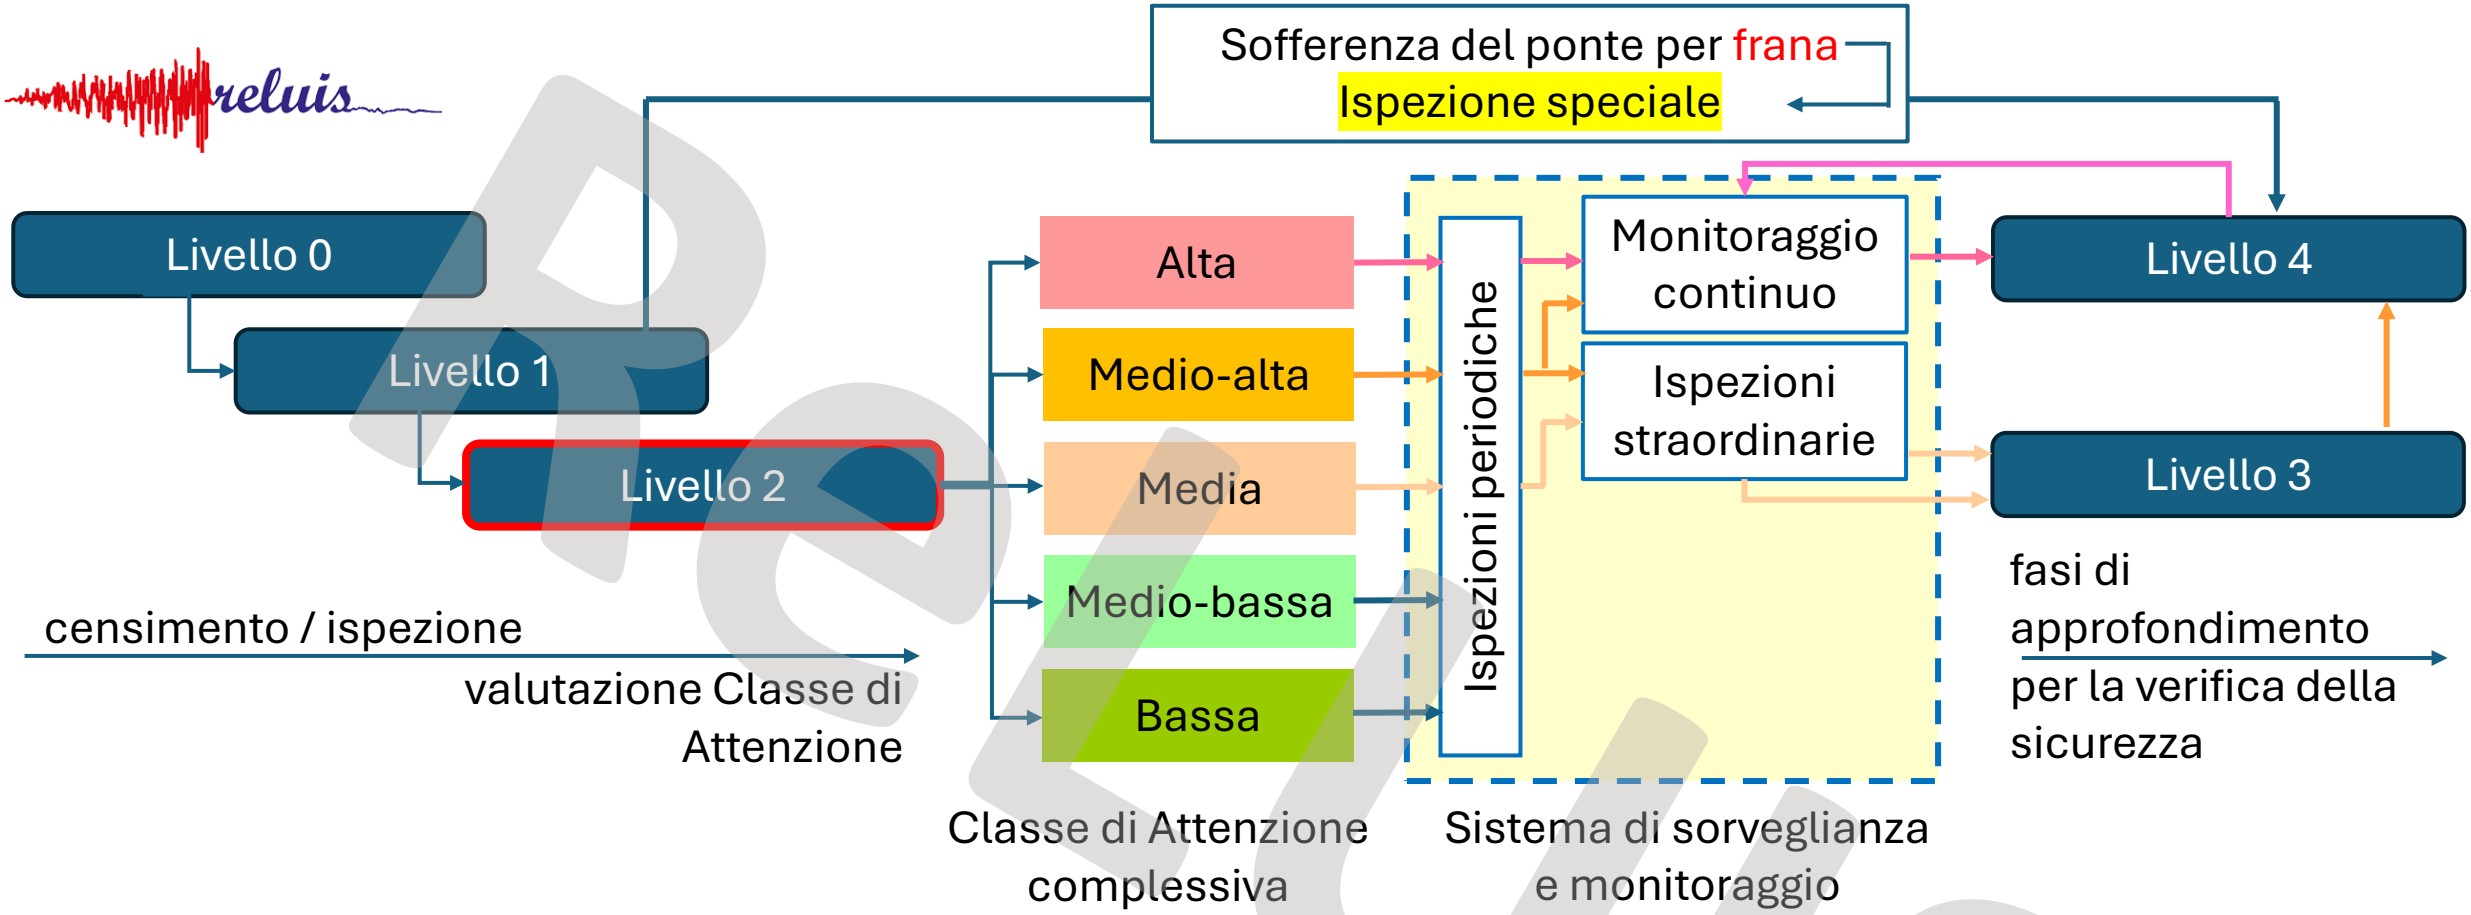 reluis
Sofferenza del ponte per frana
Ispezione speciale
Livello 0
Livello 1
Livello 2
censimento / ispezione
valutazione Classe di
Attenzione
Alta
Medio-alta
Media
Medio-bassa
Bassa
Classe di Attenzione
complessiva
Ispezioni periodiche
Monitoraggio
continuo
Ispezioni
straordinarie
Sistema di sorveglianza
e monitoraggio
Livello 4
Livello 3
fasi di
approfondimento
per la verifica della
sicurezza
ReLUIS